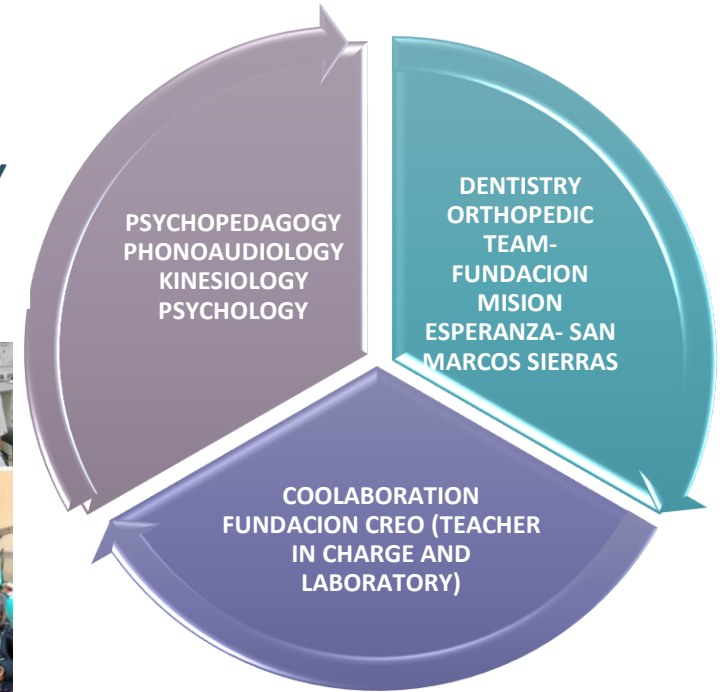 PSYCHOPEDAGOGY
PHONOAUDIOLOGY
KINESIOLOGY
PSYCHOLOGY
DENTISTRY
ORTHOPEDIC
TEAM-
FUNDACION
MISION
ESPERANZA- SAN
MARCOS SIERRAS
COOLABORATION
FUNDACION CREO (TEACHER
IN CHARGE AND
LABORATORY)